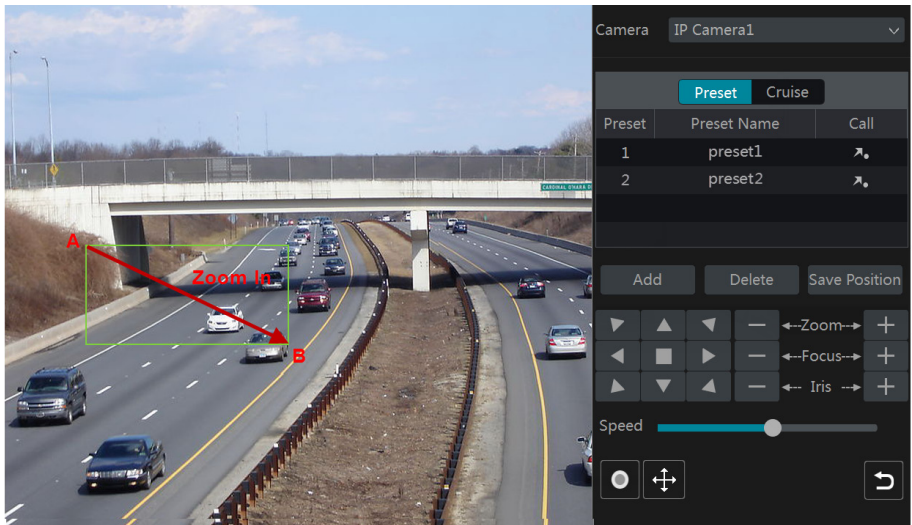 Camera IP Camera1
Preset Cruise
Preset Preset Name Call
1 preset1
2 preset2
CARDINAL O'HARA D
A
Zoom In
B
Add Delete Save Position
Zoom
Focus
Iris
Speed